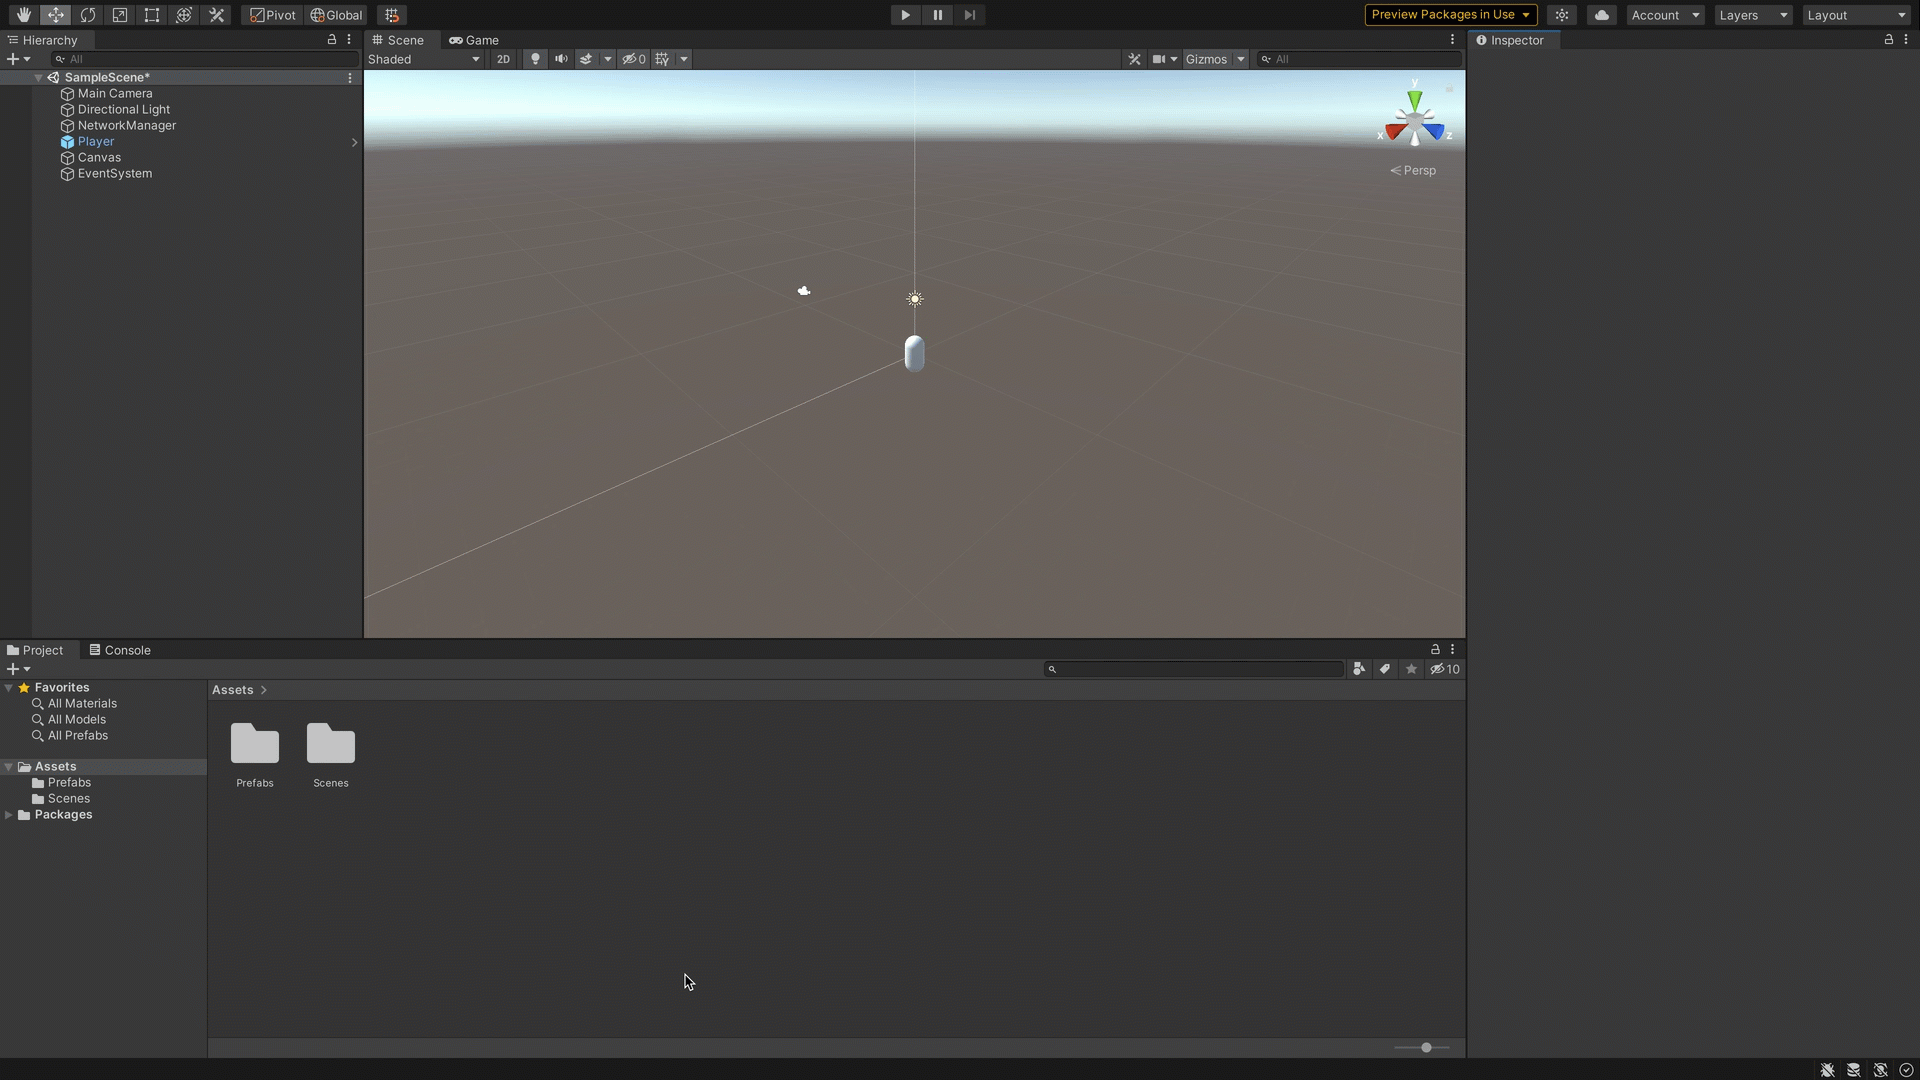 Pivot Global Preview Packages in Use Account Layers Layout
Hierarchy Scene Game Inspector
All Shaded 2D 0 Gizmos All
SampleScene*
Main Camera
Directional Light
NetworkManager
Player
Canvas
EventSystem
y
x z
Persp
Project Console
10
Favorites
All Materials
All Models
All Prefabs
Assets
Prefabs
Scenes
Packages
Assets
Prefabs Scenes